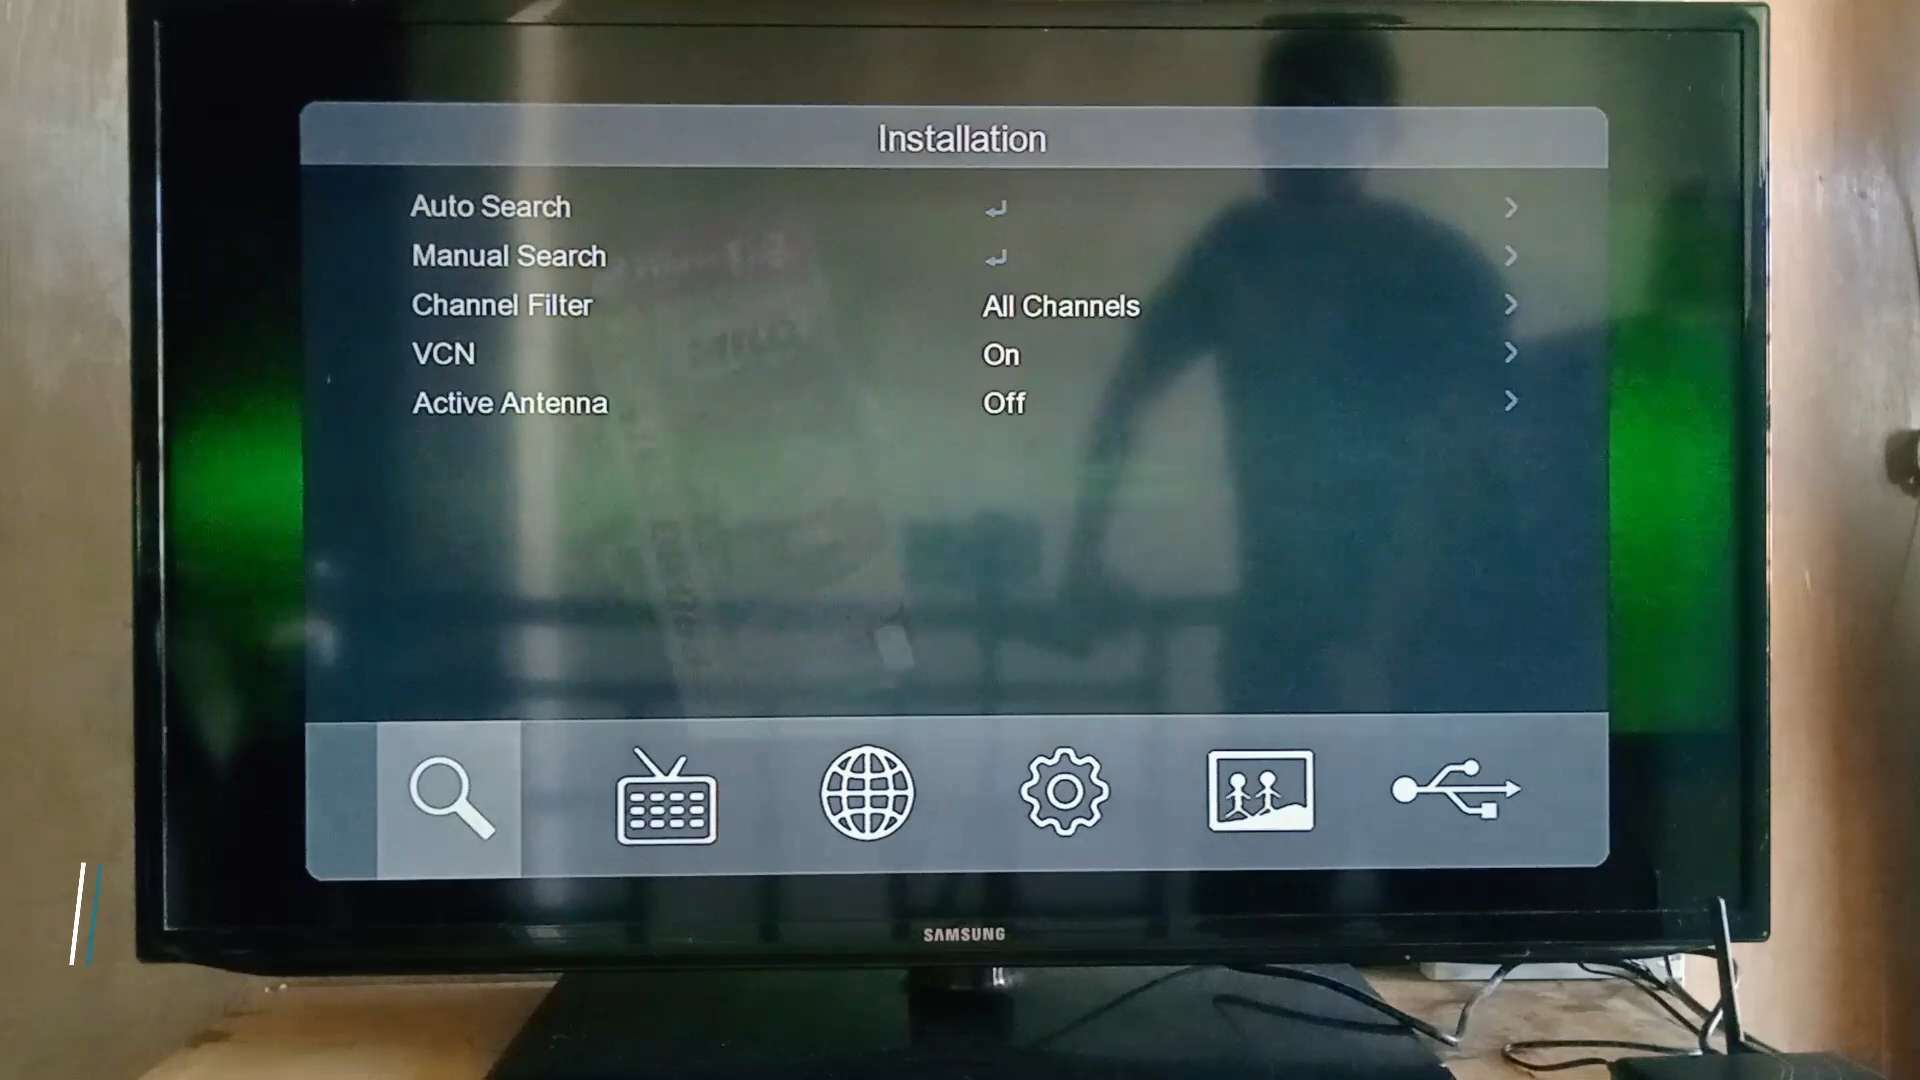 Installation
Auto Search
Manual Search
Channel Filter All Channels
VCN On
Active Antenna Off
SAMSUNG